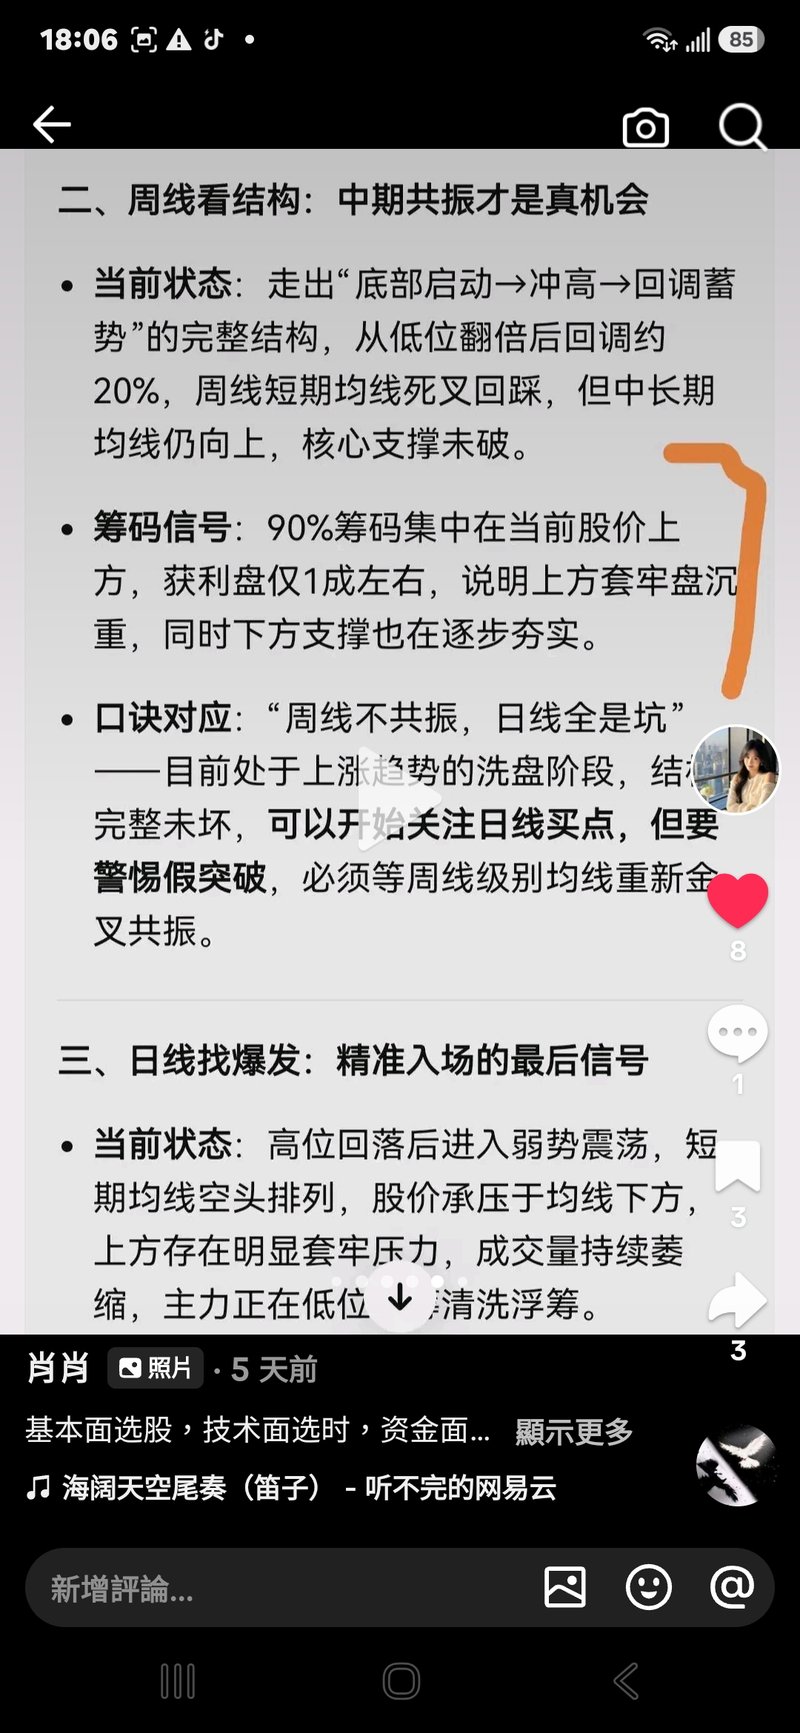 18:06
85
二、周线看结构：中期共振才是真机会
• 当前状态：走出“底部启动→冲高→回调蓄
势”的完整结构，从低位翻倍后回调约
20%，周线短期均线死叉回踩，但中长期
均线仍向上，核心支撑未破。
• 筹码信号：90%筹码集中在当前股价上
方，获利盘仅1成左右，说明上方套牢盘沉
重，同时下方支撑也在逐步夯实。
• 口诀对应：“周线不共振，日线全是坑”
——目前处于上涨趋势的洗盘阶段，结
完整未坏，可以开始关注日线买点，但要
警惕假突破，必须等周线级别均线重新金
叉共振。
8
三、日线找爆发：精准入场的最后信号
1
• 当前状态：高位回落后进入弱势震荡，短
期均线空头排列，股价承压于均线下方，
3
上方存在明显套牢压力，成交量持续萎
缩，主力正在低位 清洗浮筹。
3
肖肖 照片 · 5 天前
基本面选股，技术面选时，资金面... 顯示更多
海阔天空尾奏（笛子） - 听不完的网易云
新增評論...